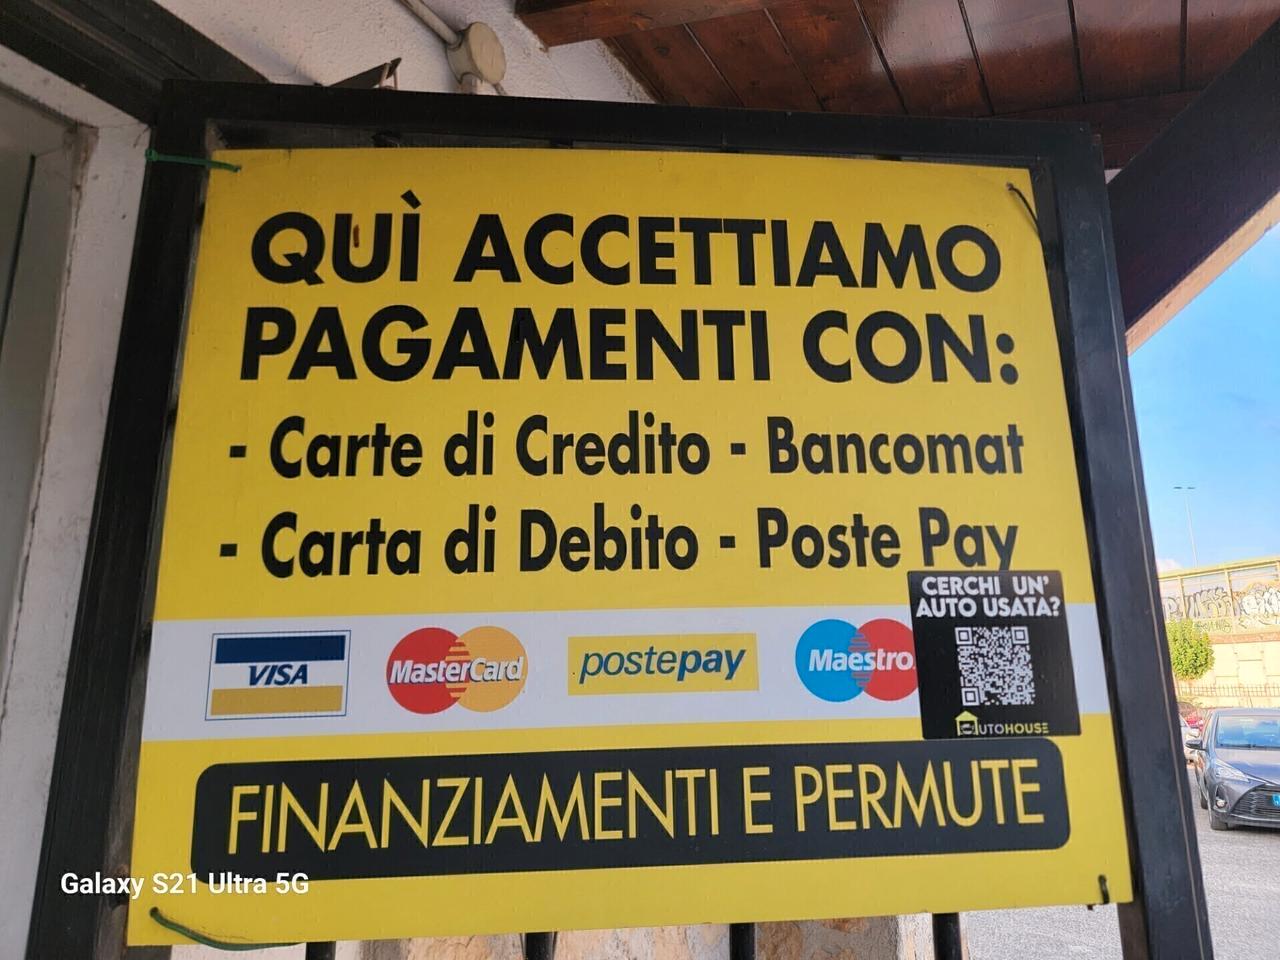 QUÌ ACCETTIAMO
PAGAMENTI CON:
- Carte di Credito - Bancomat
- Carta di Debito - Poste Pay
CERCHI UN'
AUTO USATA?
VISA
MasterCard
postepay
Maestro
AUTOHOUSE
FINANZIAMENTI E PERMUTE
Galaxy S21 Ultra 5G